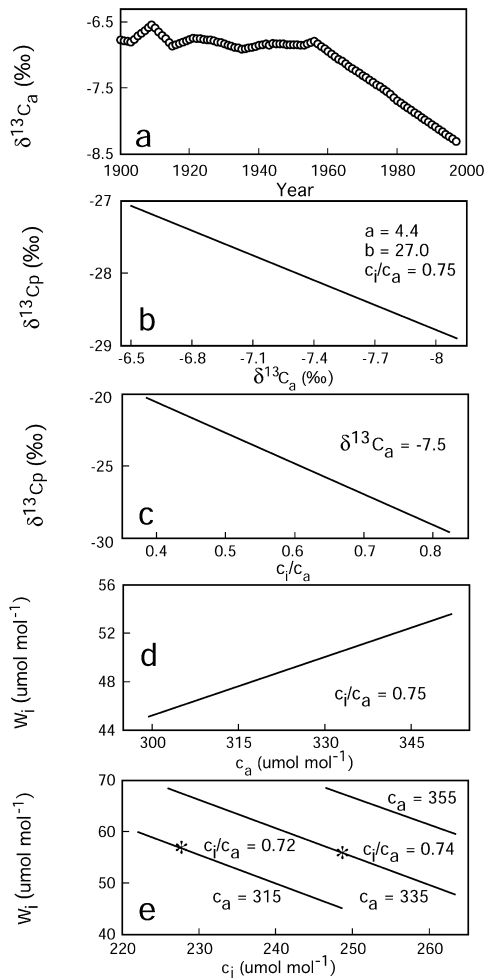 -6.5
-7.5
-8.5
δ¹³Cₐ (‰)
a
1900 1920 1940 1960 1980 2000
Year
-27
-28
-29
δ¹³Cp (‰)
a = 4.4
b = 27.0
cᵢ/cₐ = 0.75
b
-6.5 -6.8 -7.1 -7.4 -7.7 -8
δ¹³Cₐ (‰)
-20
-25
-30
δ¹³Cp (‰)
δ¹³Cₐ = -7.5
c
0.4 0.5 0.6 0.7 0.8
cᵢ/cₐ
56
52
48
44
Wᵢ (umol mol⁻¹)
d
cᵢ/cₐ = 0.75
300 315 330 345
cₐ (umol mol⁻¹)
70
60
50
40
Wᵢ (umol mol⁻¹)
cₐ = 355
* cᵢ/cₐ = 0.72
* cᵢ/cₐ = 0.74
cₐ = 315
cₐ = 335
e
220 230 240 250 260
cᵢ (umol mol⁻¹)